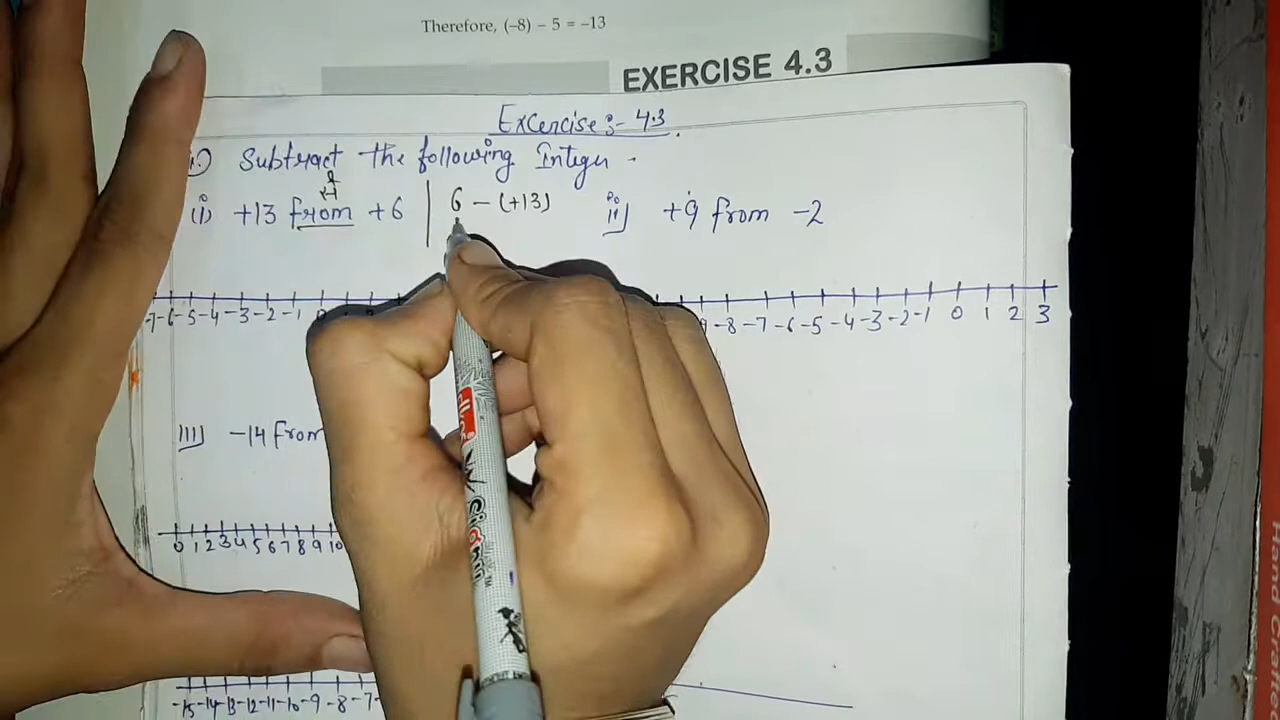 Therefore, (–8) – 5 = –13
EXERCISE 4.3
Excercise:- 4.3
Subtract the following Integer.
(i) +13 from +6 | 6 - (+13)
ii) +9 from -2
-7 -6 -5 -4 -3 -2 -1 0
-8 -7 -6 -5 -4 -3 -2 -1 0 1 2 3
iii) -14 from
0 1 2 3 4 5 6 7 8 9 10
-15 -14 -13 -12 -11 -10 -9 -8 -7